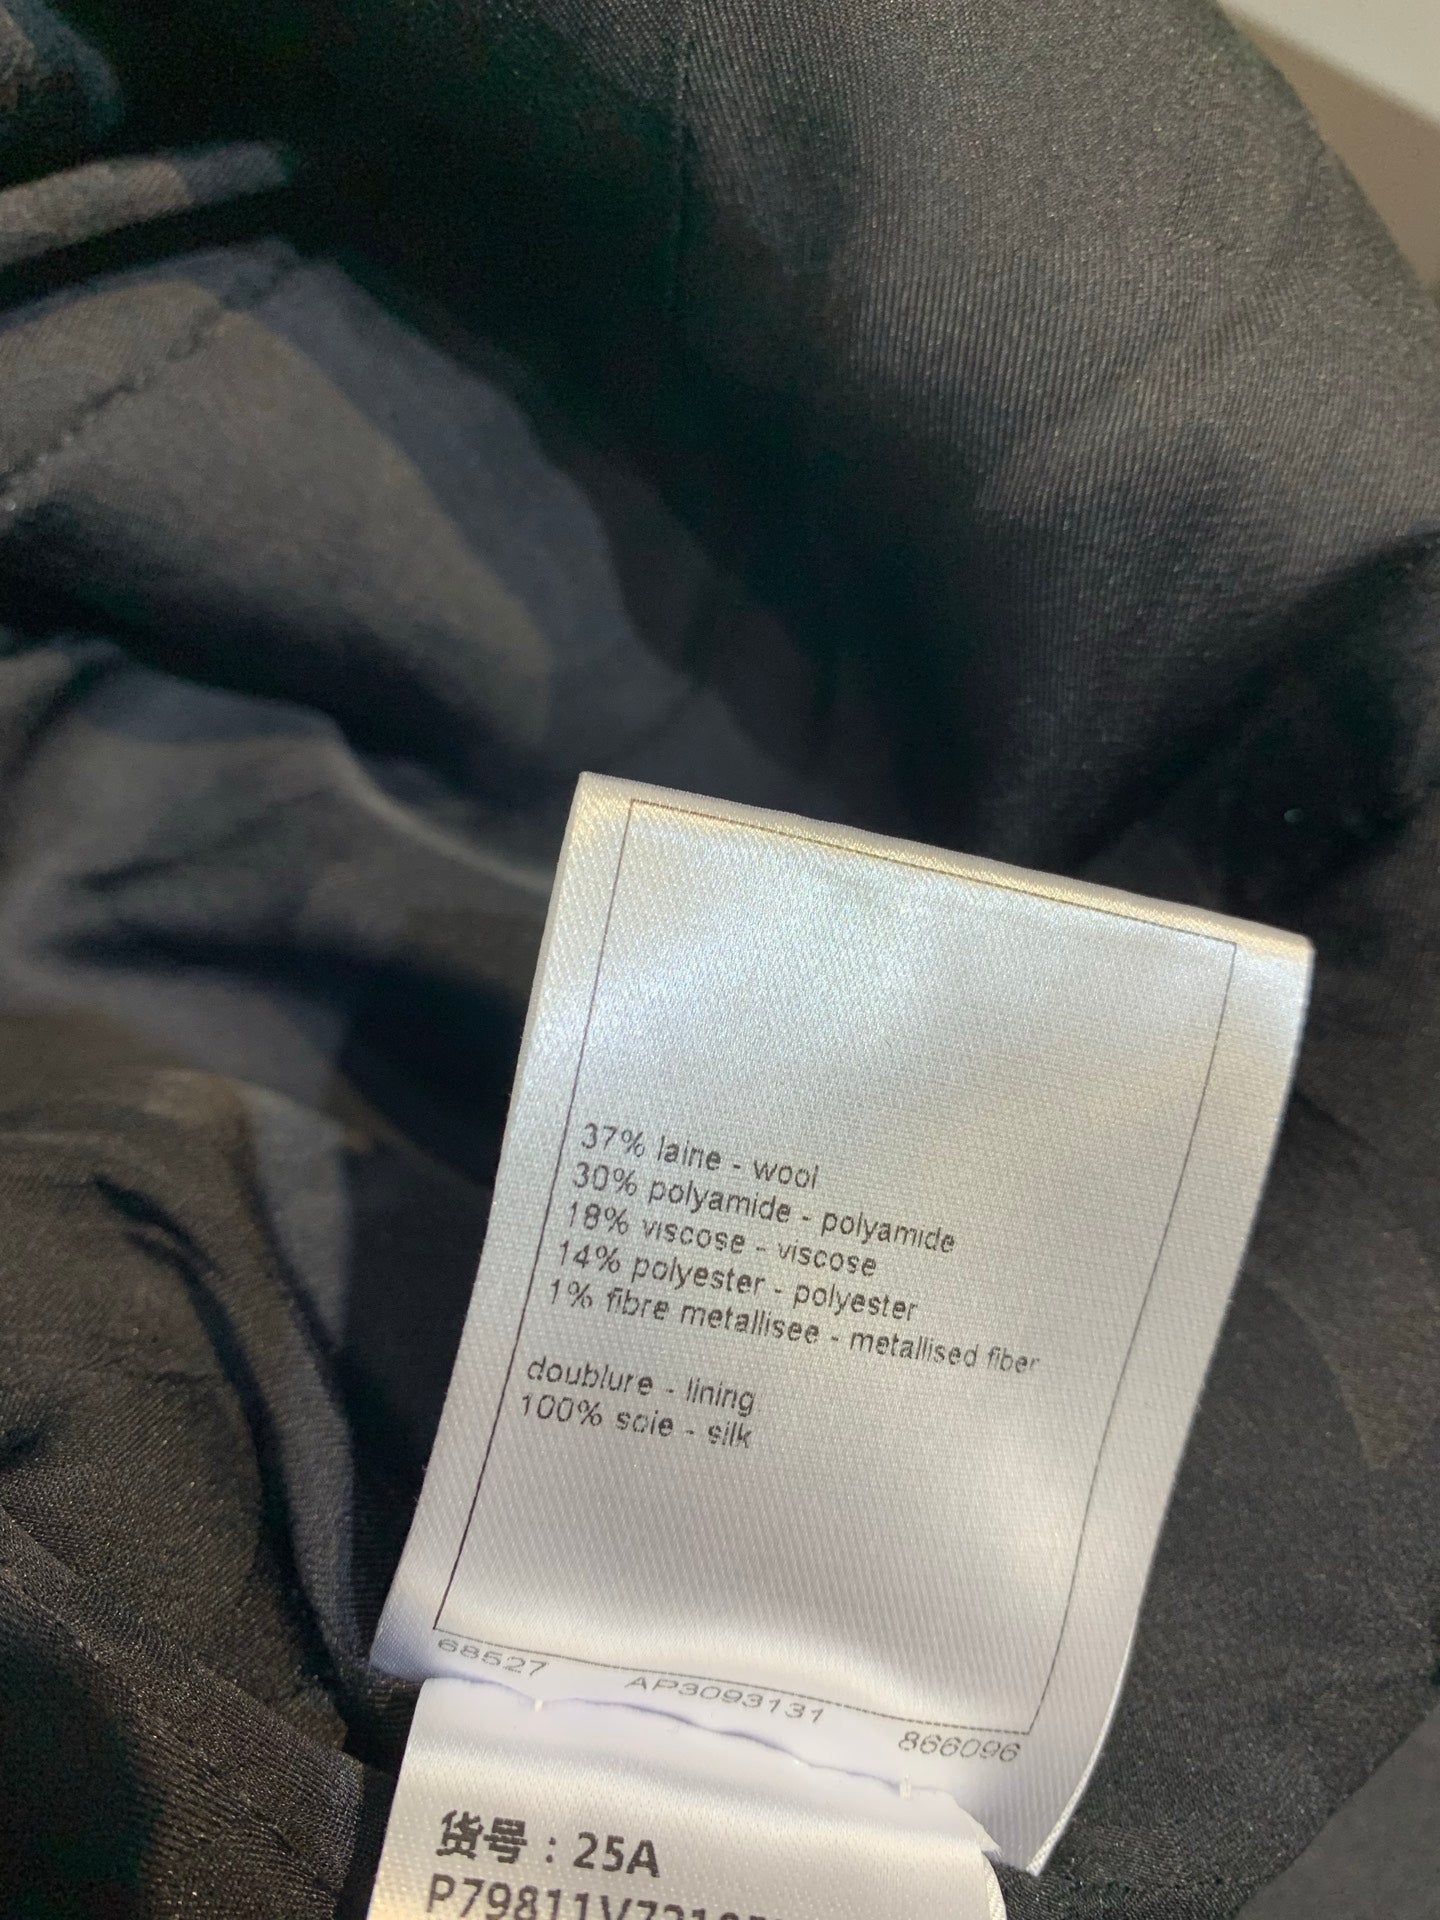 37% laine - wool
30% polyamide - polyamide
18% viscose - viscose
14% polyester - polyester
1% fibre metallisee - metallised fiber
doublure - lining
100% soie - silk
68527 AP3093131 866096
货号：25A